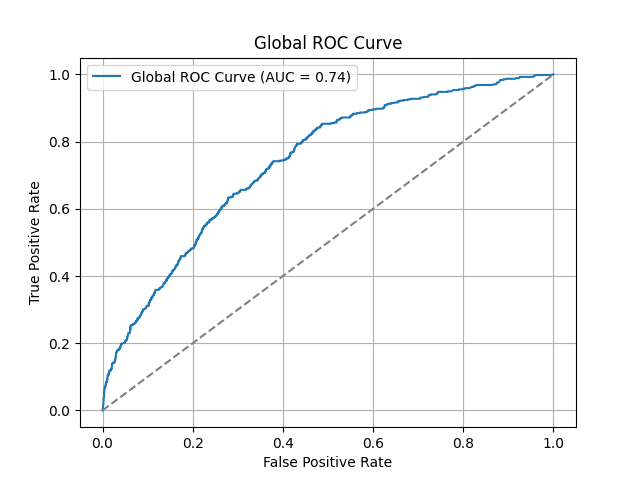 Global ROC Curve
Global ROC Curve (AUC = 0.74)
1.0
0.8
0.6
0.4
0.2
0.0
True Positive Rate
0.0 0.2 0.4 0.6 0.8 1.0
False Positive Rate